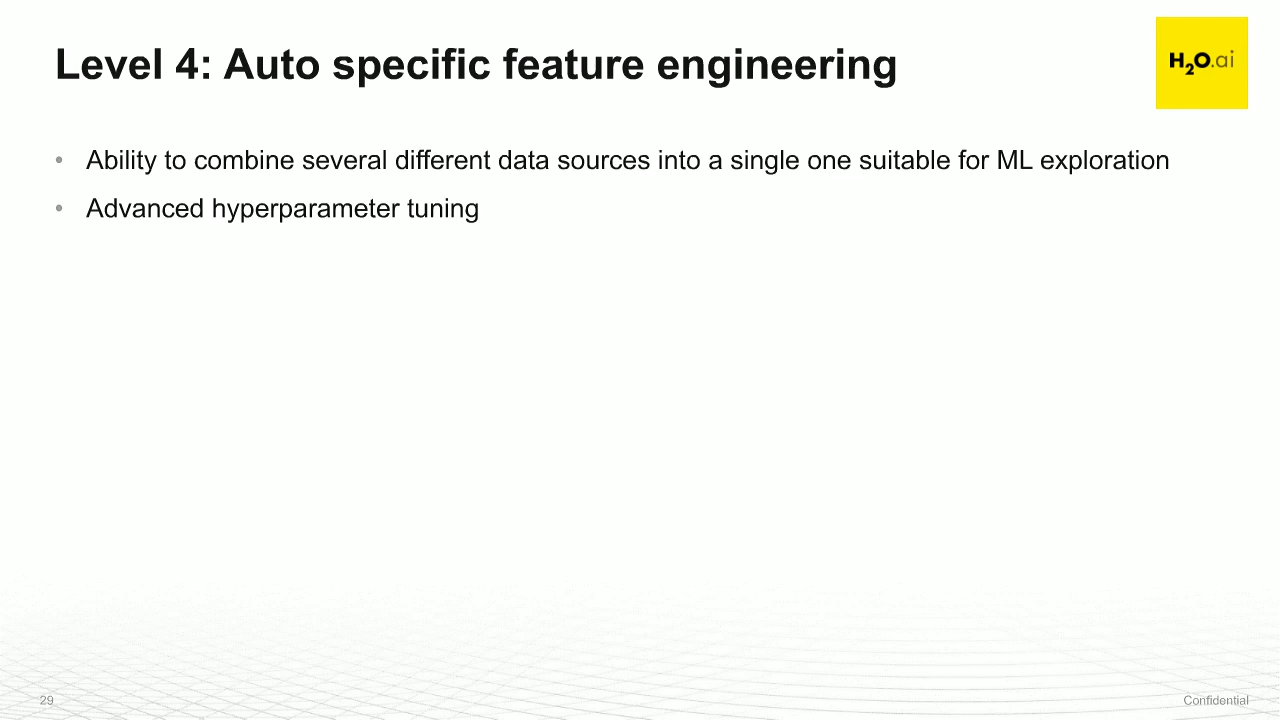 Level 4: Auto specific feature engineering
H2O.ai
• Ability to combine several different data sources into a single one suitable for ML exploration
• Advanced hyperparameter tuning
29
Confidential